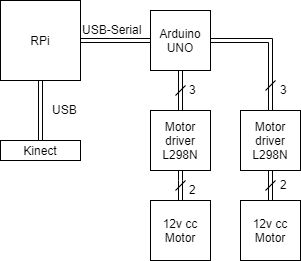 RPi
USB-Serial
Arduino
UNO
3
3
USB
Kinect
Motor
driver
L298N
Motor
driver
L298N
2
2
12v cc
Motor
12v cc
Motor